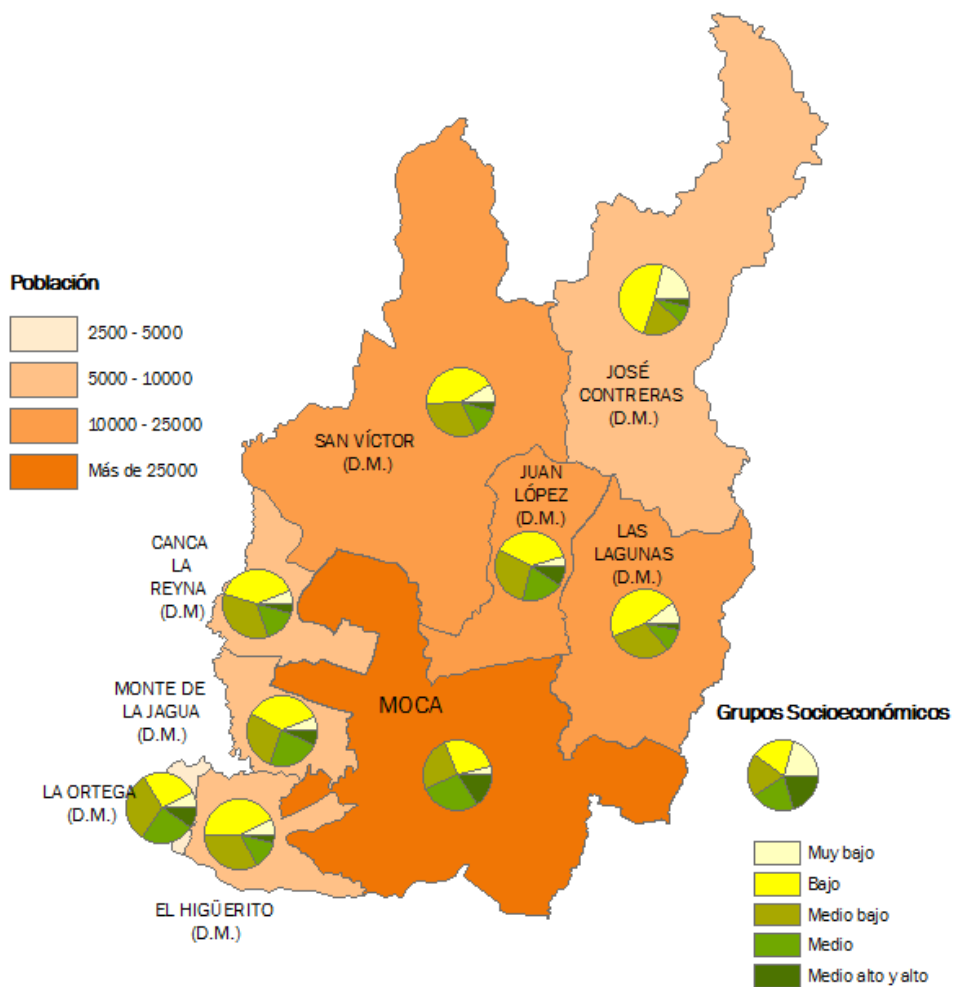 Población
2500 - 5000
5000 - 10000
10000 - 25000
Más de 25000
JOSÉ
CONTRERAS
(D.M.)
SAN VÍCTOR
(D.M.)
JUAN
LÓPEZ
(D.M.)
LAS
LAGUNAS
(D.M.)
CANCA
LA
REYNA
(D.M)
MONTE DE
LA JAGUA
(D.M.)
MOCA
LA ORTEGA
(D.M.)
EL HIGÜERITO
(D.M.)
Grupos Socioeconómicos
Muy bajo
Bajo
Medio bajo
Medio
Medio alto y alto